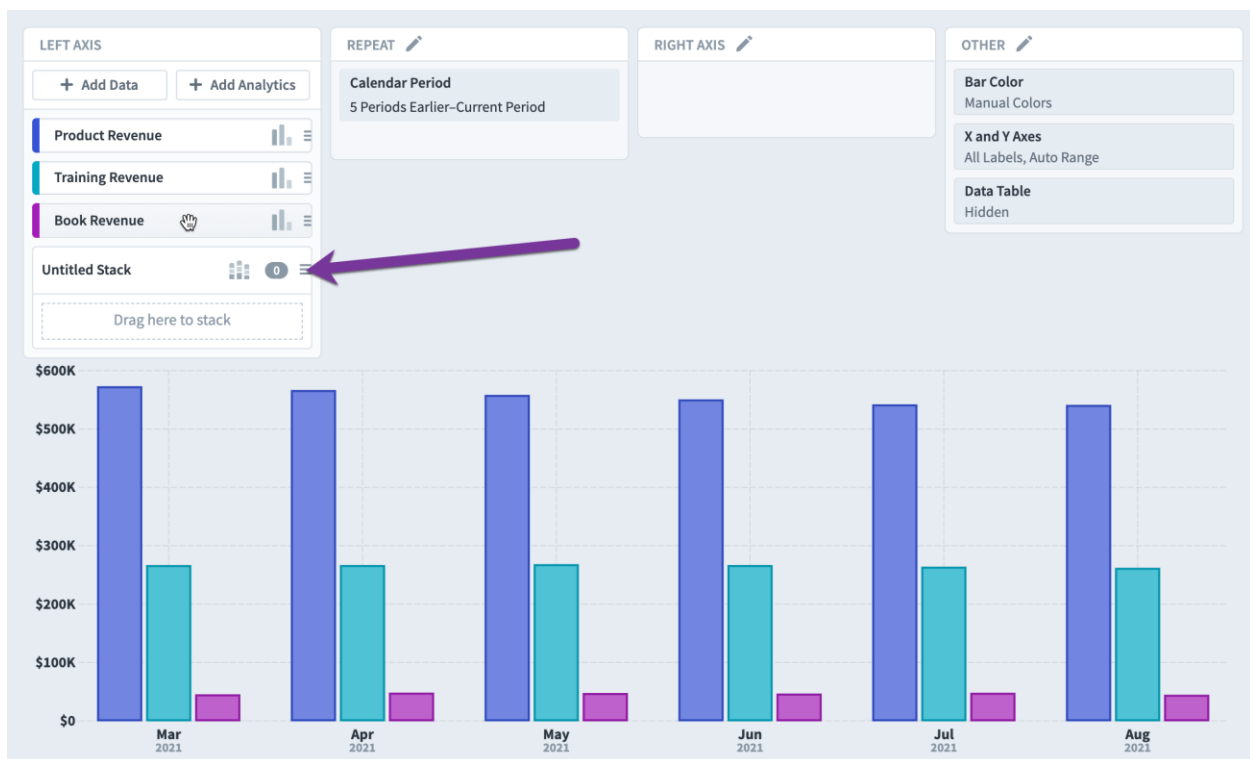 LEFT AXIS
+ Add Data
+ Add Analytics
Product Revenue
Training Revenue
Book Revenue
Untitled Stack
0
Drag here to stack
REPEAT
Calendar Period
5 Periods Earlier–Current Period
RIGHT AXIS
OTHER
Bar Color
Manual Colors
X and Y Axes
All Labels, Auto Range
Data Table
Hidden
$600K
$500K
$400K
$300K
$200K
$100K
$0
Mar
2021
Apr
2021
May
2021
Jun
2021
Jul
2021
Aug
2021